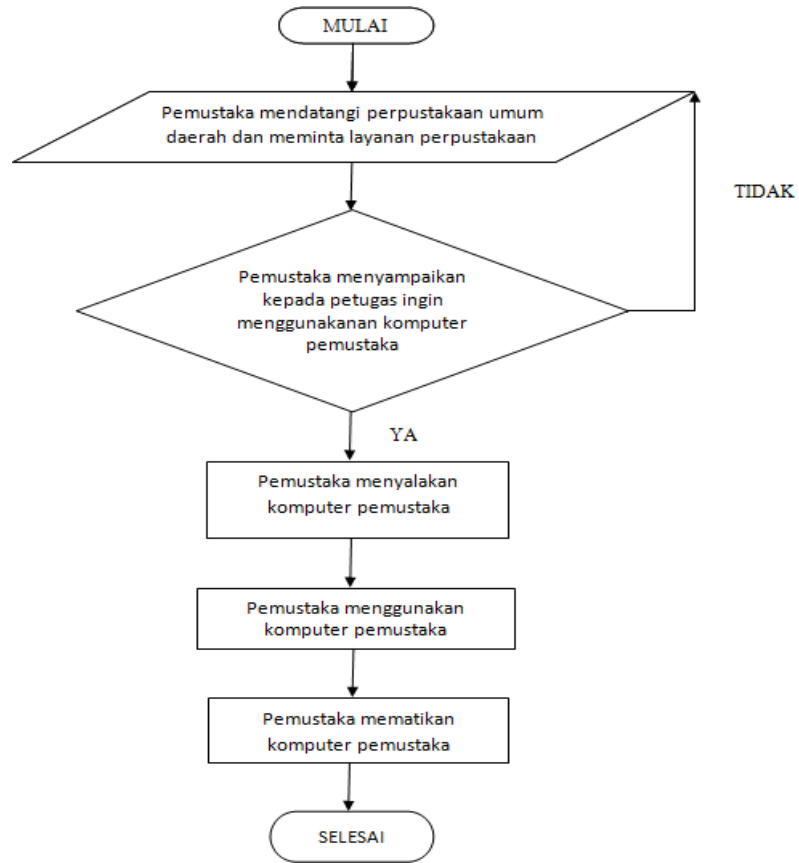 MULAI
Pemustaka mendatangi perpustakaan umum
daerah dan meminta layanan perpustakaan
TIDAK
Pemustaka menyampaikan
kepada petugas ingin
menggunakanan komputer
pemustaka
YA
Pemustaka menyalakan
komputer pemustaka
Pemustaka menggunakan
komputer pemustaka
Pemustaka mematikan
komputer pemustaka
SELESAI